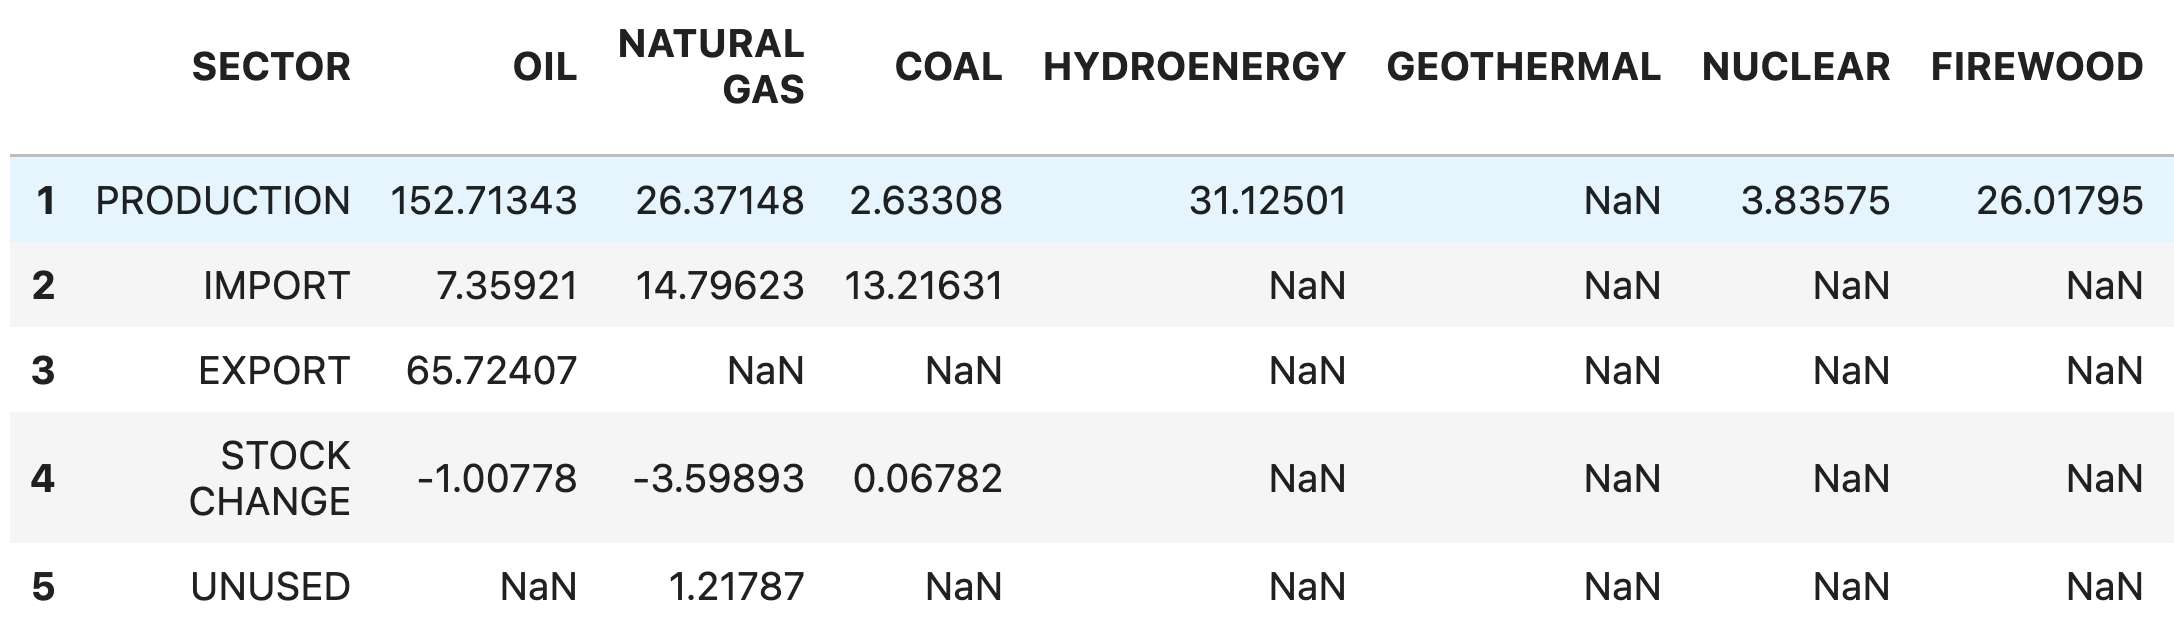 SECTOR OIL NATURAL GAS COAL HYDROENERGY GEOTHERMAL NUCLEAR FIREWOOD
1 PRODUCTION 152.71343 26.37148 2.63308 31.12501 NaN 3.83575 26.01795
2 IMPORT 7.35921 14.79623 13.21631 NaN NaN NaN NaN
3 EXPORT 65.72407 NaN NaN NaN NaN NaN NaN
4 STOCK CHANGE -1.00778 -3.59893 0.06782 NaN NaN NaN NaN
5 UNUSED NaN 1.21787 NaN NaN NaN NaN NaN